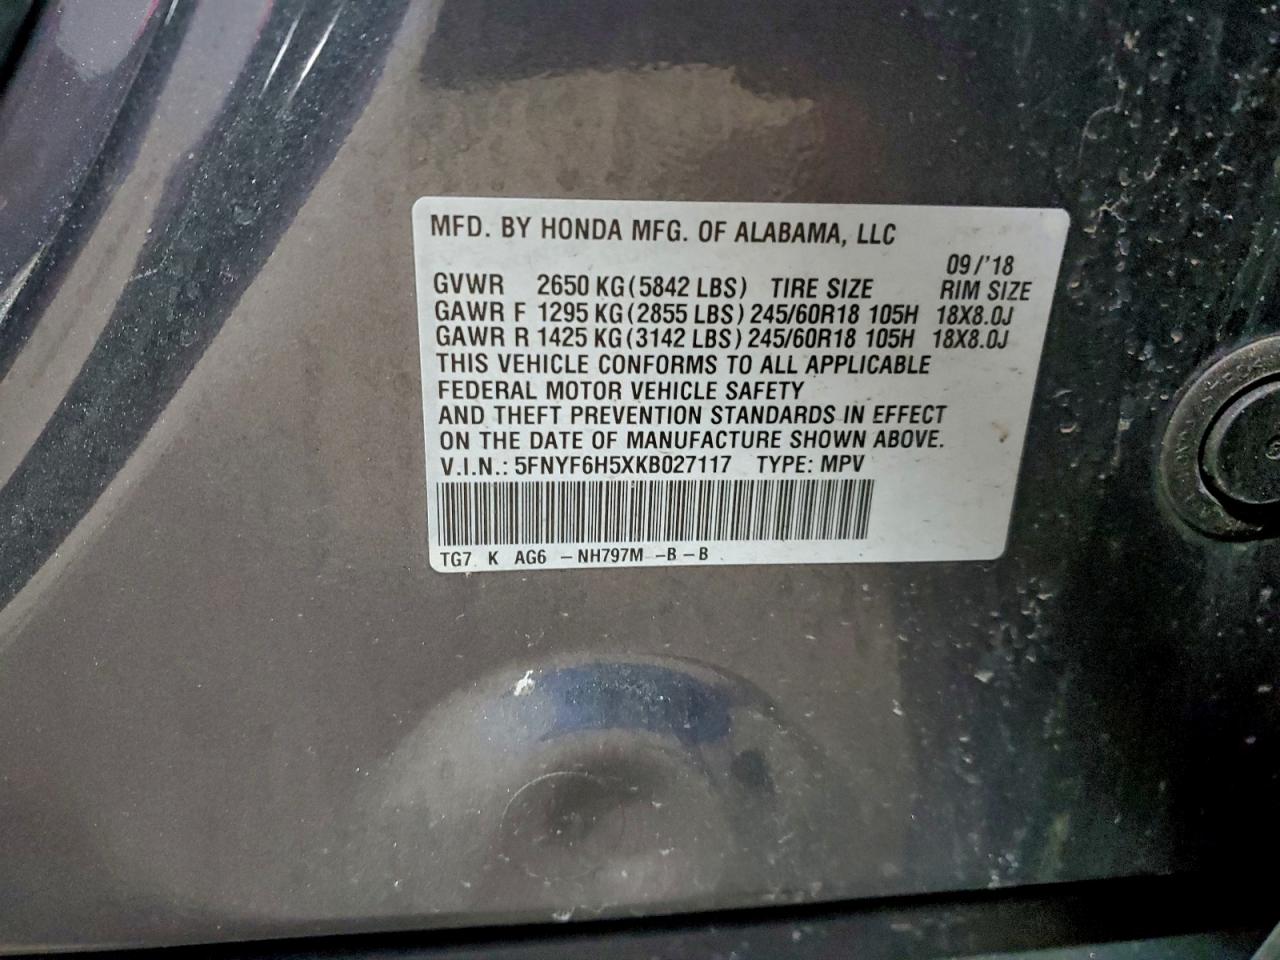 MFD. BY HONDA MFG. OF ALABAMA, LLC
09/'18
GVWR 2650 KG (5842 LBS) TIRE SIZE RIM SIZE
GAWR F 1295 KG (2855 LBS) 245/60R18 105H 18X8.0J
GAWR R 1425 KG (3142 LBS) 245/60R18 105H 18X8.0J
THIS VEHICLE CONFORMS TO ALL APPLICABLE
FEDERAL MOTOR VEHICLE SAFETY
AND THEFT PREVENTION STANDARDS IN EFFECT
ON THE DATE OF MANUFACTURE SHOWN ABOVE.
V.I.N.: 5FNYF6H5XKB027117 TYPE: MPV
TG7 K AG6 -NH797M -B -B